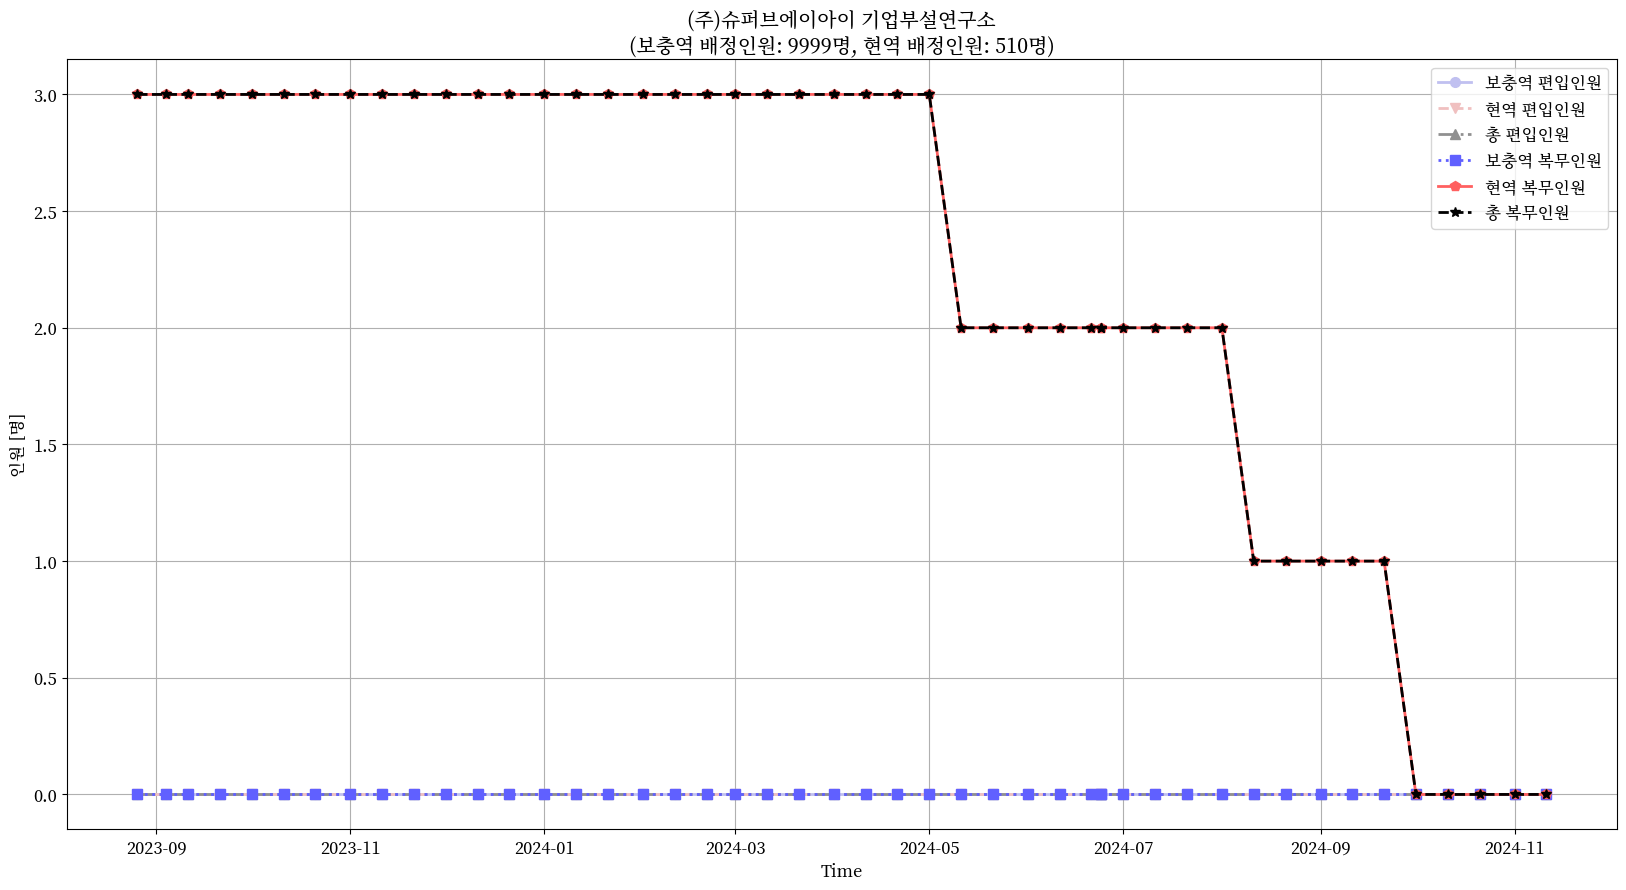 (주)슈퍼브에이아이 기업부설연구소
(보충역 배정인원: 9999명, 현역 배정인원: 510명)
보충역 편입인원
현역 편입인원
총 편입인원
보충역 복무인원
현역 복무인원
총 복무인원
인원 [명]
3.0
2.5
2.0
1.5
1.0
0.5
0.0
2023-09
2023-11
2024-01
2024-03
2024-05
2024-07
2024-09
2024-11
Time